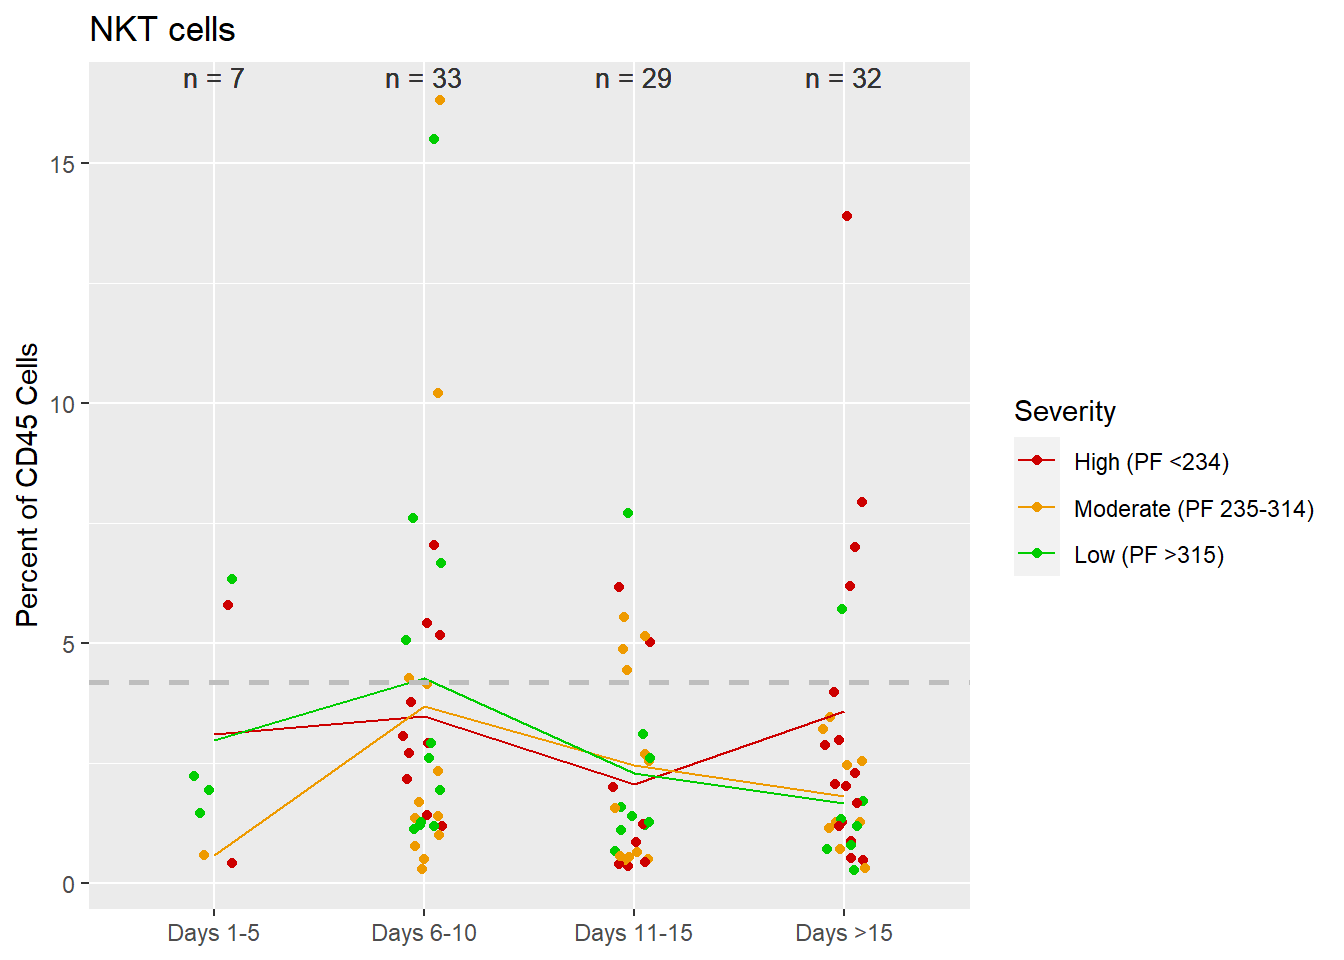 NKT cells
n = 7
n = 33
n = 29
n = 32
15
10
5
0
Percent of CD45 Cells
Days 1-5
Days 6-10
Days 11-15
Days >15
Severity
High (PF <234)
Moderate (PF 235-314)
Low (PF >315)